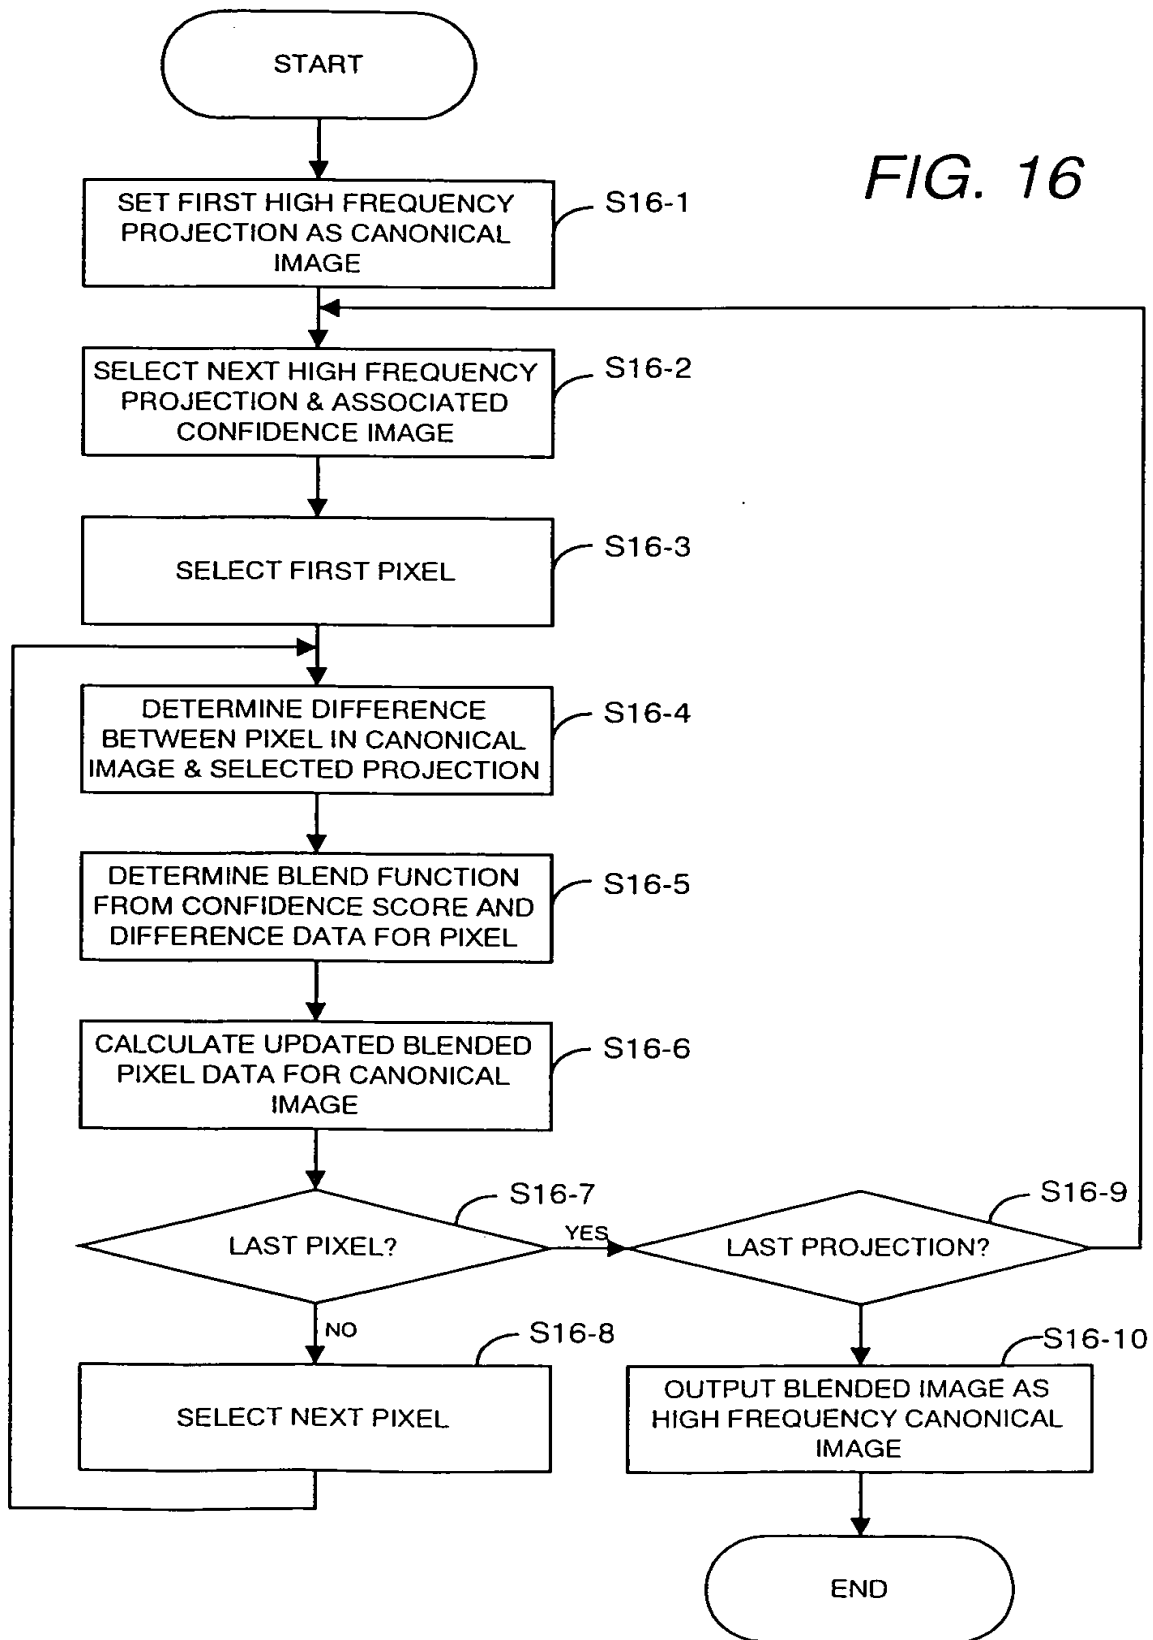 START
FIG. 16
SET FIRST HIGH FREQUENCY
PROJECTION AS CANONICAL
IMAGE
S16-1
SELECT NEXT HIGH FREQUENCY
PROJECTION & ASSOCIATED
CONFIDENCE IMAGE
S16-2
SELECT FIRST PIXEL
S16-3
DETERMINE DIFFERENCE
BETWEEN PIXEL IN CANONICAL
IMAGE & SELECTED PROJECTION
S16-4
DETERMINE BLEND FUNCTION
FROM CONFIDENCE SCORE AND
DIFFERENCE DATA FOR PIXEL
S16-5
CALCULATE UPDATED BLENDED
PIXEL DATA FOR CANONICAL
IMAGE
S16-6
LAST PIXEL?
S16-7
YES
LAST PROJECTION?
S16-9
NO
SELECT NEXT PIXEL
S16-8
OUTPUT BLENDED IMAGE AS
HIGH FREQUENCY CANONICAL
IMAGE
S16-10
END